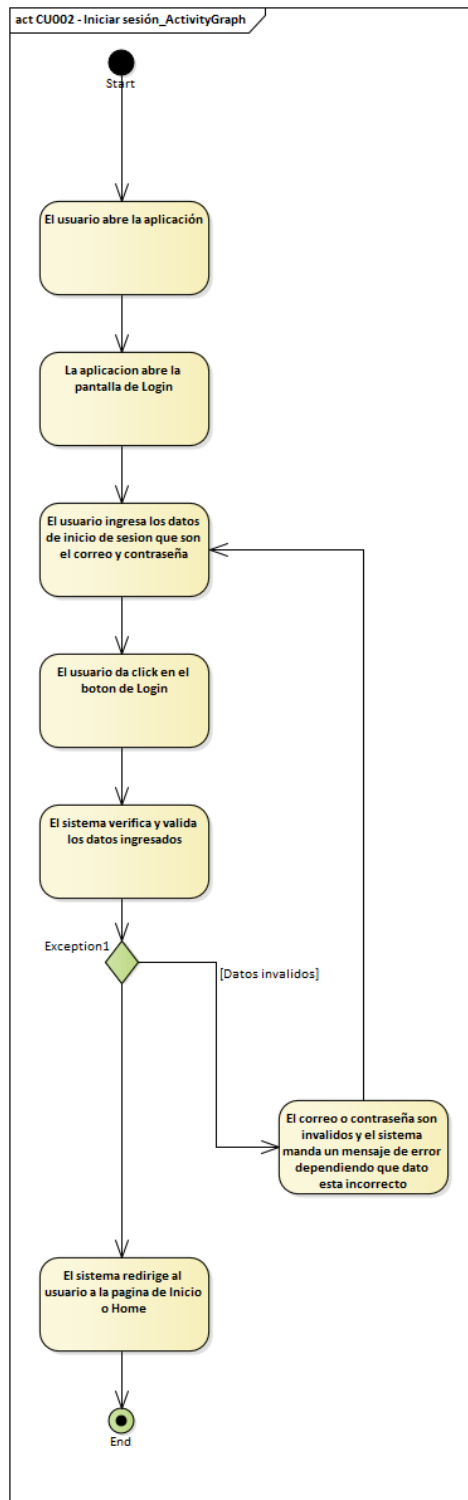 act CU002 - Iniciar sesión_ActivityGraph
Start
El usuario abre la aplicación
La aplicacion abre la
pantalla de Login
El usuario ingresa los datos
de inicio de sesion que son
el correo y contraseña
El usuario da click en el
boton de Login
El sistema verifica y valida
los datos ingresados
Exception1
[Datos invalidos]
El correo o contraseña son
invalidos y el sistema
manda un mensaje de error
dependiendo que dato
esta incorrecto
El sistema redirige al
usuario a la pagina de Inicio
o Home
End